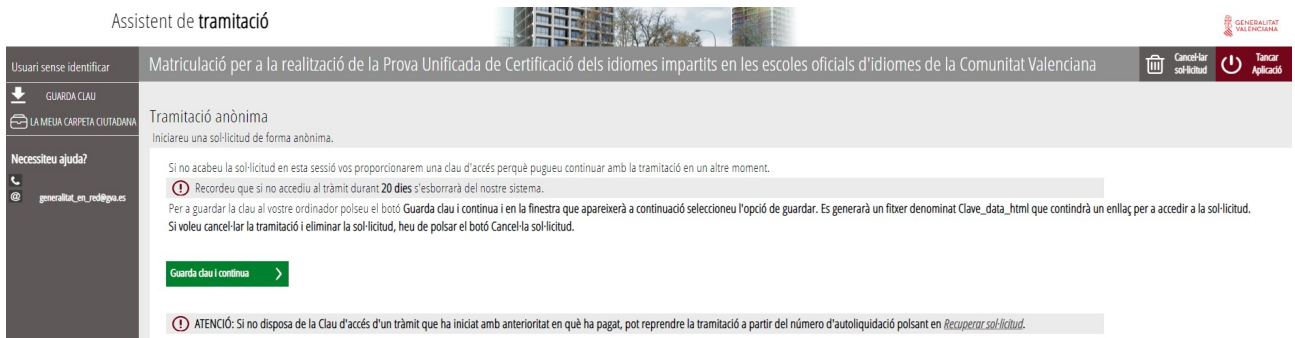 Assistent de tramitació
GENERALITAT
VALENCIANA
Usuari sense identificar
Matriculació per a la realització de la Prova Unificada de Certificació dels idiomes impartits en les escoles oficials d'idiomes de la Comunitat Valenciana
Cancel·lar
sol·licitud
Tancar
Aplicació
GUARDA CLAU
LA MEUA CARPETA CIUTADANA
Tramitació anònima
Iniciareu una sol·licitud de forma anònima.
Necessiteu ajuda?
generalitat_en_red@gva.es
Si no acabeu la sol·licitud en esta sessió vos proporcionarem una clau d'accés perquè pugueu continuar amb la tramitació en un altre moment.
Recordeu que si no accediu al tràmit durant 20 dies s'esborrarà del nostre sistema.
Per a guardar la clau al vostre ordinador polseu el botó Guarda clau i continua i en la finestra que apareixerà a continuació seleccioneu l'opció de guardar. Es generarà un fitxer denominat Clave_data_html que contindrà un enllaç per a accedir a la sol·licitud.
Si voleu cancel·lar la tramitació i eliminar la sol·licitud, heu de polsar el botó Cancel·la sol·licitud.
Guarda clau i continua
ATENCIÓ: Si no disposa de la Clau d'accés d'un tràmit que ha iniciat amb anterioritat en què ha pagat, pot reprendre la tramitació a partir del número d'autoliquidació polsant en Recuperar sol·licitud.